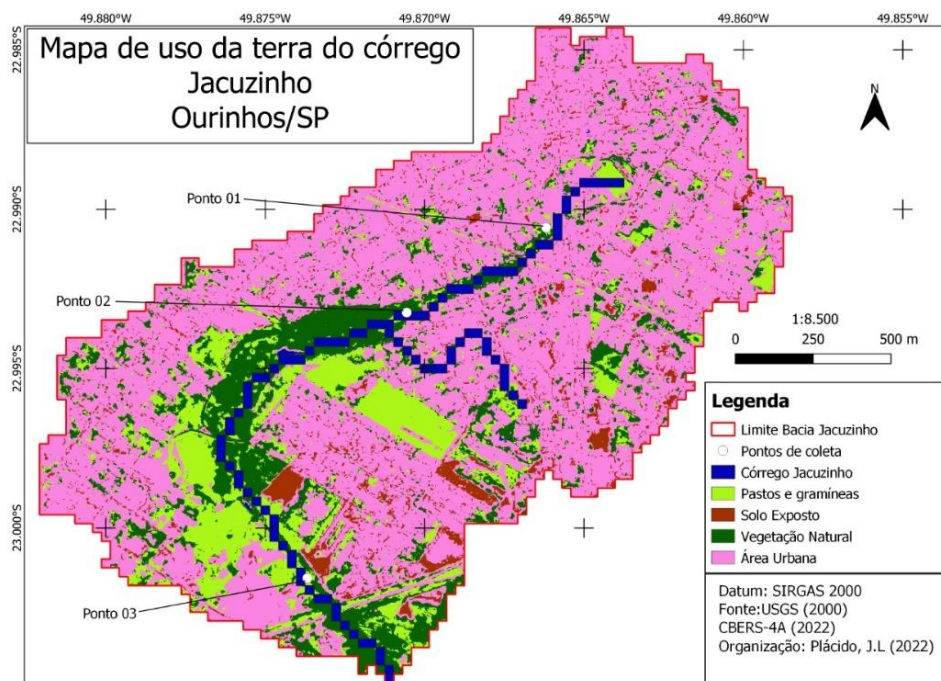 49.880°W 49.875°W 49.870°W 49.865°W 49.860°W 49.855°W
22.985°S
Mapa de uso da terra do córrego
Jacuzinho
Ourinhos/SP
N
22.990°S
Ponto 01
Ponto 02
1:8.500
0 250 500 m
22.995°S
Legenda
Limite Bacia Jacuzinho
Pontos de coleta
Córrego Jacuzinho
Pastos e gramíneas
Solo Exposto
Vegetação Natural
Área Urbana
23.000°S
Ponto 03
Datum: SIRGAS 2000
Fonte:USGS (2000)
CBERS-4A (2022)
Organização: Plácido, J.L (2022)